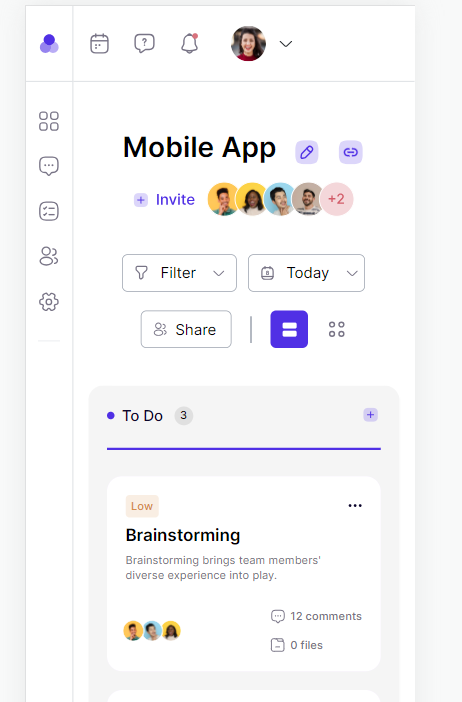 Mobile App
Invite
+2
Filter
Today
Share
To Do 3
Low
Brainstorming
Brainstorming brings team members'
diverse experience into play.
12 comments
0 files